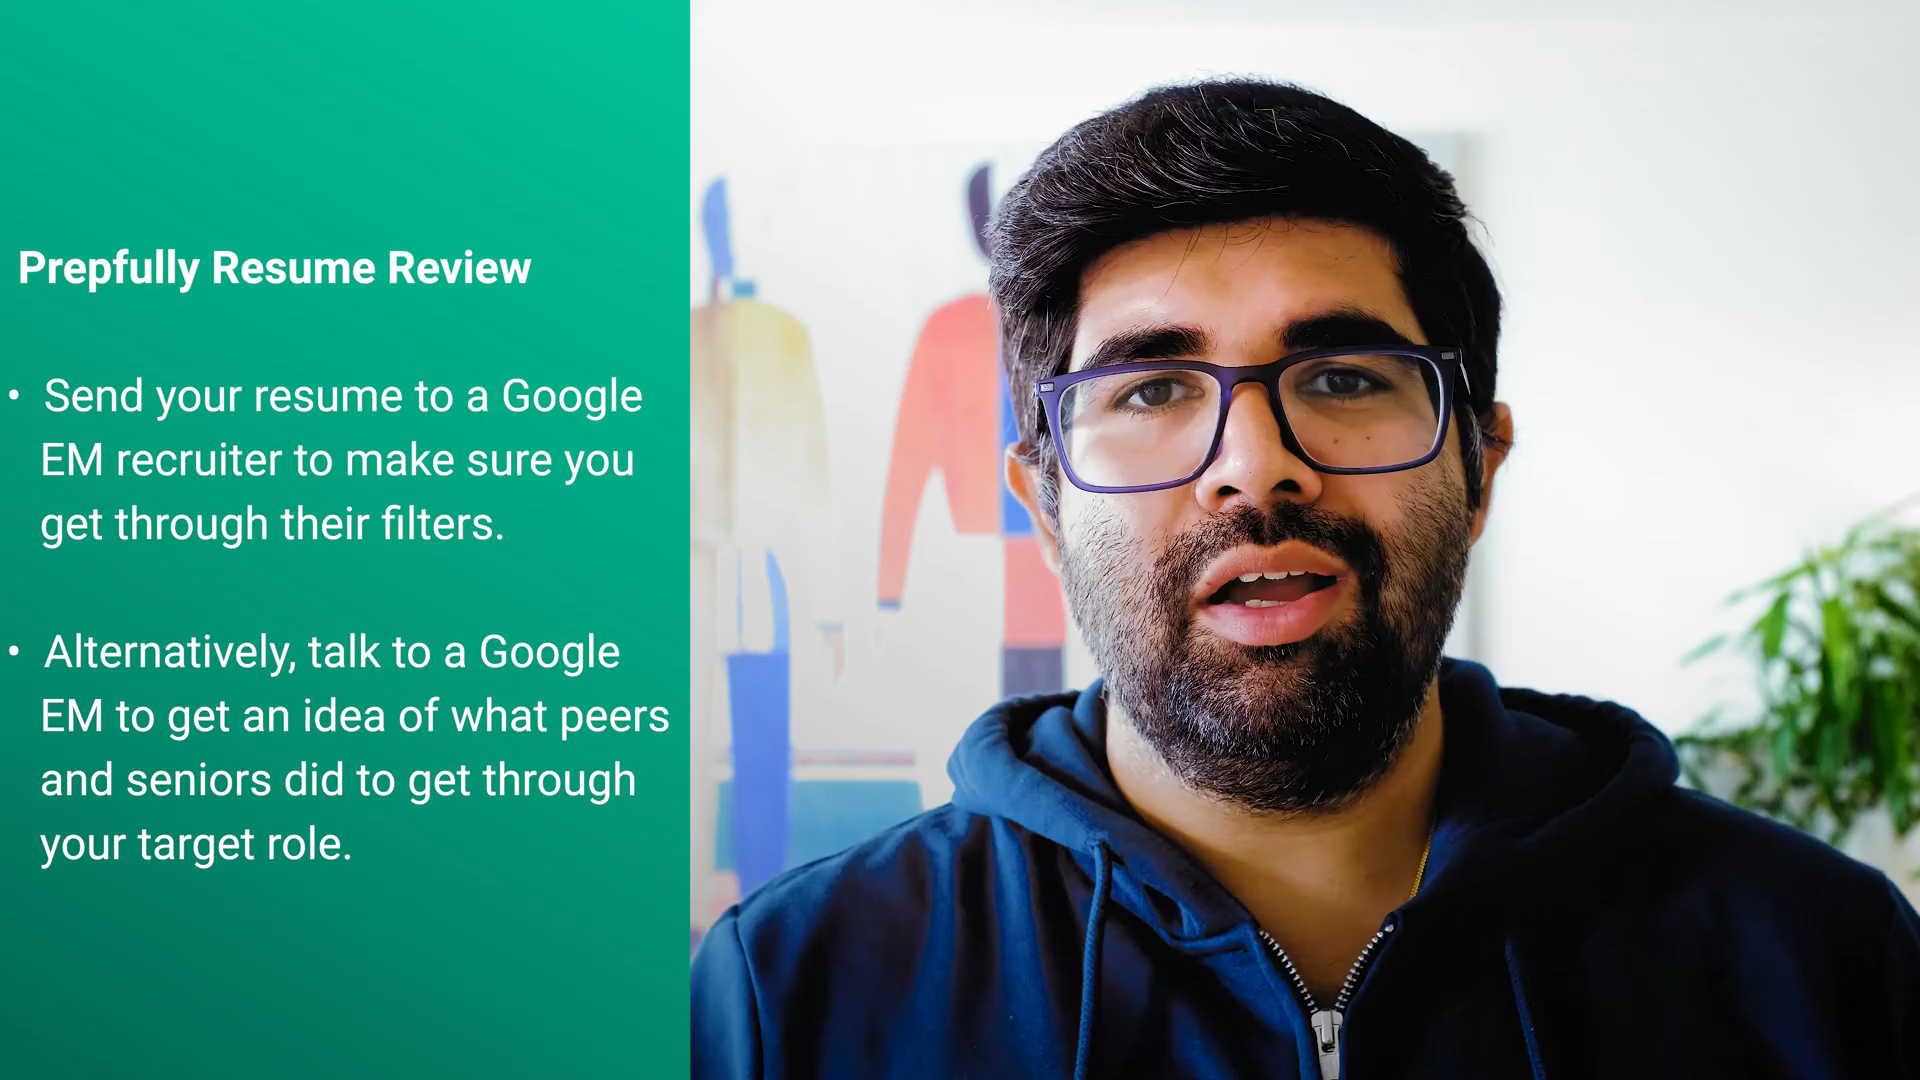 Prepfully Resume Review
• Send your resume to a Google
EM recruiter to make sure you
get through their filters.
• Alternatively, talk to a Google
EM to get an idea of what peers
and seniors did to get through
your target role.